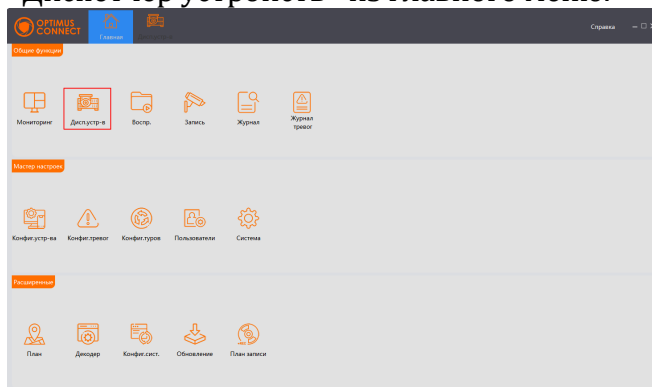 "Диспетчер устройств" из главного меню.
OPTIMUS
CONNECT
Главная
Справка
Общие функции
Мониторинг Дисп.устр-в Воспр. Запись Журнал Журнал
тревог
Мастер настроек
Конфиг.устр-ва Конфиг.тревог Конфиг.туров Пользователи Система
Расширенные
План Декодер Конфиг.сист. Обновление План записи